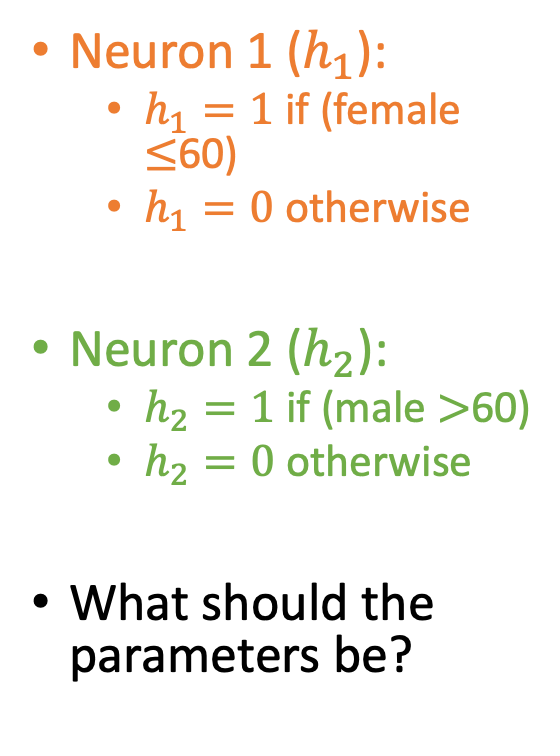 • Neuron 1 (h₁):
• h₁ = 1 if (female
≤60)
• h₁ = 0 otherwise
• Neuron 2 (h₂):
• h₂ = 1 if (male >60)
• h₂ = 0 otherwise
• What should the
parameters be?